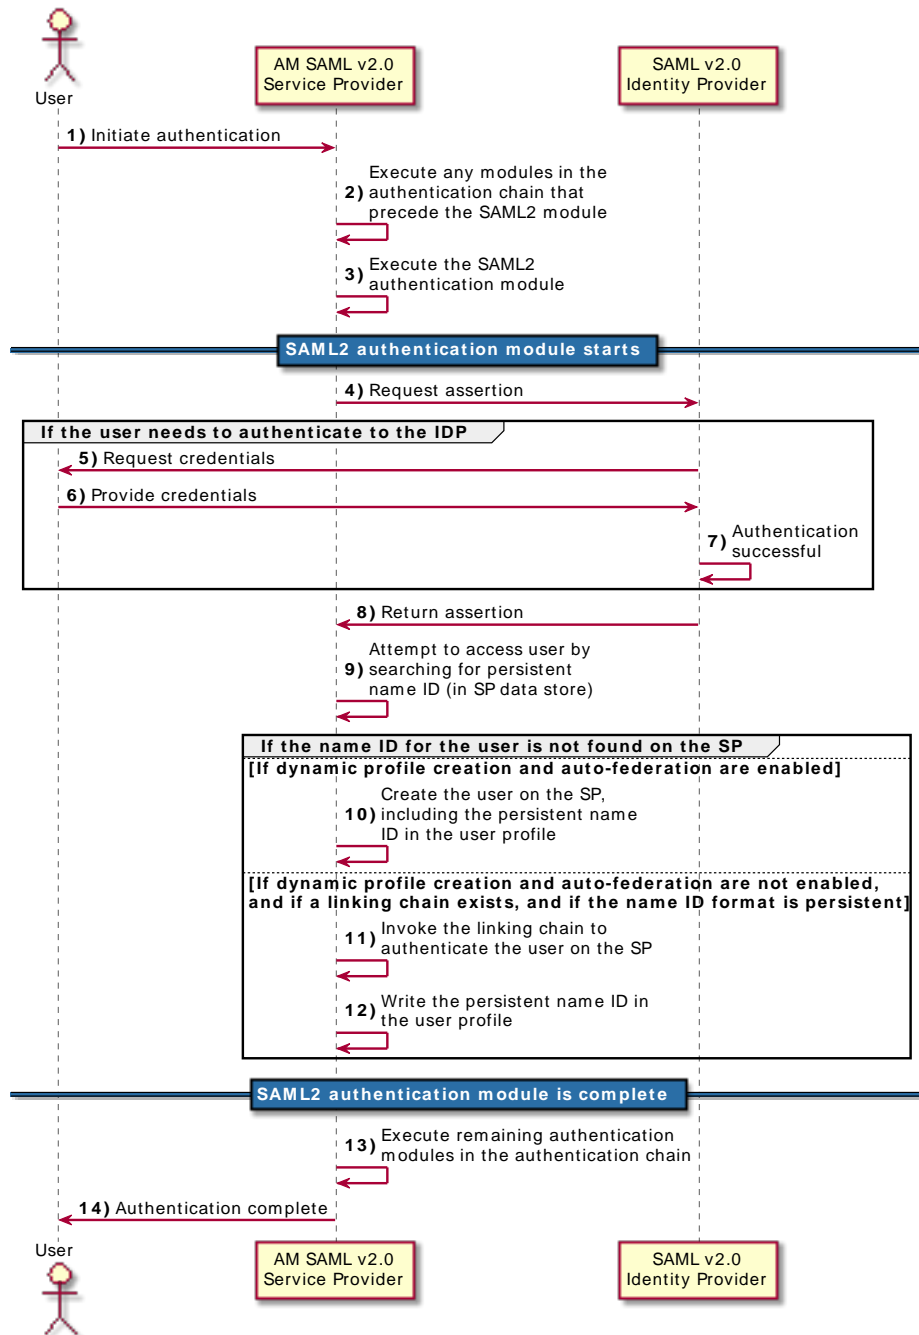 User
AM SAML v2.0
Service Provider
SAML v2.0
Identity Provider
1) Initiate authentication
Execute any modules in the
2) authentication chain that
precede the SAML2 module
3) Execute the SAML2
authentication module
SAML2 authentication module starts
4) Request assertion
If the user needs to authenticate to the IDP
5) Request credentials
6) Provide credentials
7) Authentication
successful
8) Return assertion
Attempt to access user by
9) searching for persistent
name ID (in SP data store)
If the name ID for the user is not found on the SP
[If dynamic profile creation and auto-federation are enabled]
Create the user on the SP,
10) including the persistent name
ID in the user profile
[If dynamic profile creation and auto-federation are not enabled,
and if a linking chain exists, and if the name ID format is persistent]
11) Invoke the linking chain to
authenticate the user on the SP
12) Write the persistent name ID in
the user profile
SAML2 authentication module is complete
13) Execute remaining authentication
modules in the authentication chain
14) Authentication complete
User
AM SAML v2.0
Service Provider
SAML v2.0
Identity Provider